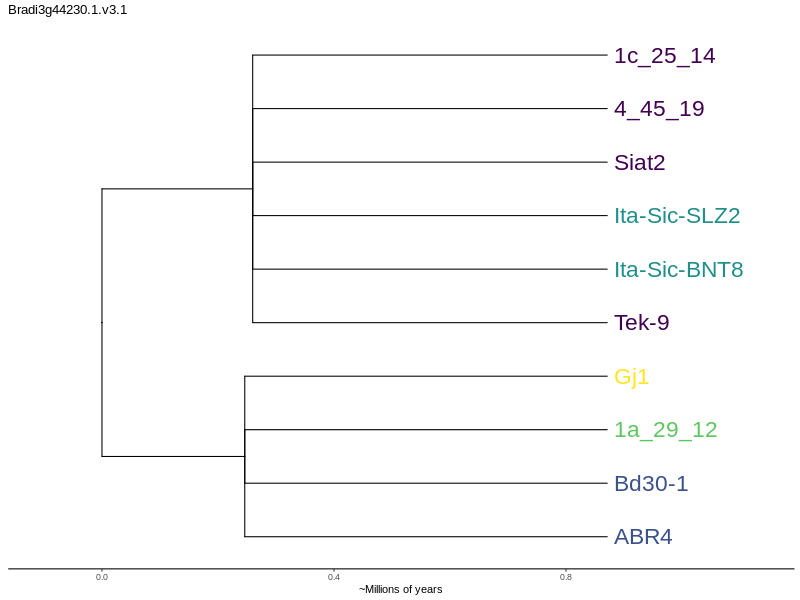 Bradi3g44230.1.v3.1
1c_25_14
4_45_19
Siat2
Ita-Sic-SLZ2
Ita-Sic-BNT8
Tek-9
Gj1
1a_29_12
Bd30-1
ABR4
0.0 0.4 0.8
~Millions of years